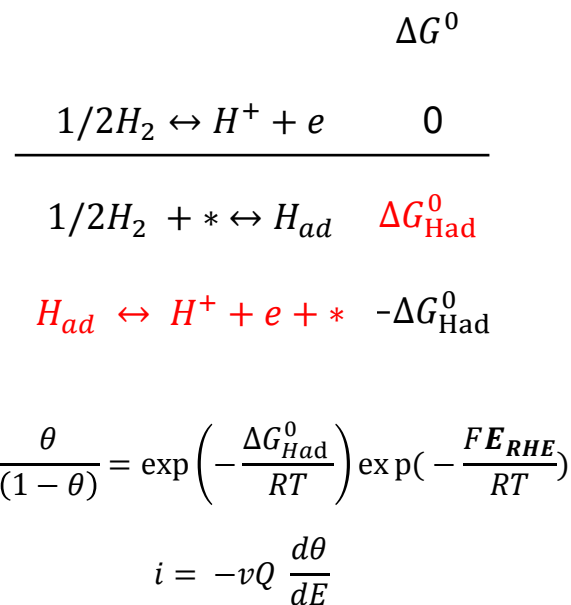 ΔG⁰
1/2H₂ ↔ H⁺ + e 0
1/2H₂ + * ↔ H_ad ΔG⁰_Had
H_ad ↔ H⁺ + e + * -ΔG⁰_Had
θ/(1 − θ) = exp(−ΔG⁰_Had/RT) ex p( − FE_RHE/RT)
i = −vQ dθ/dE